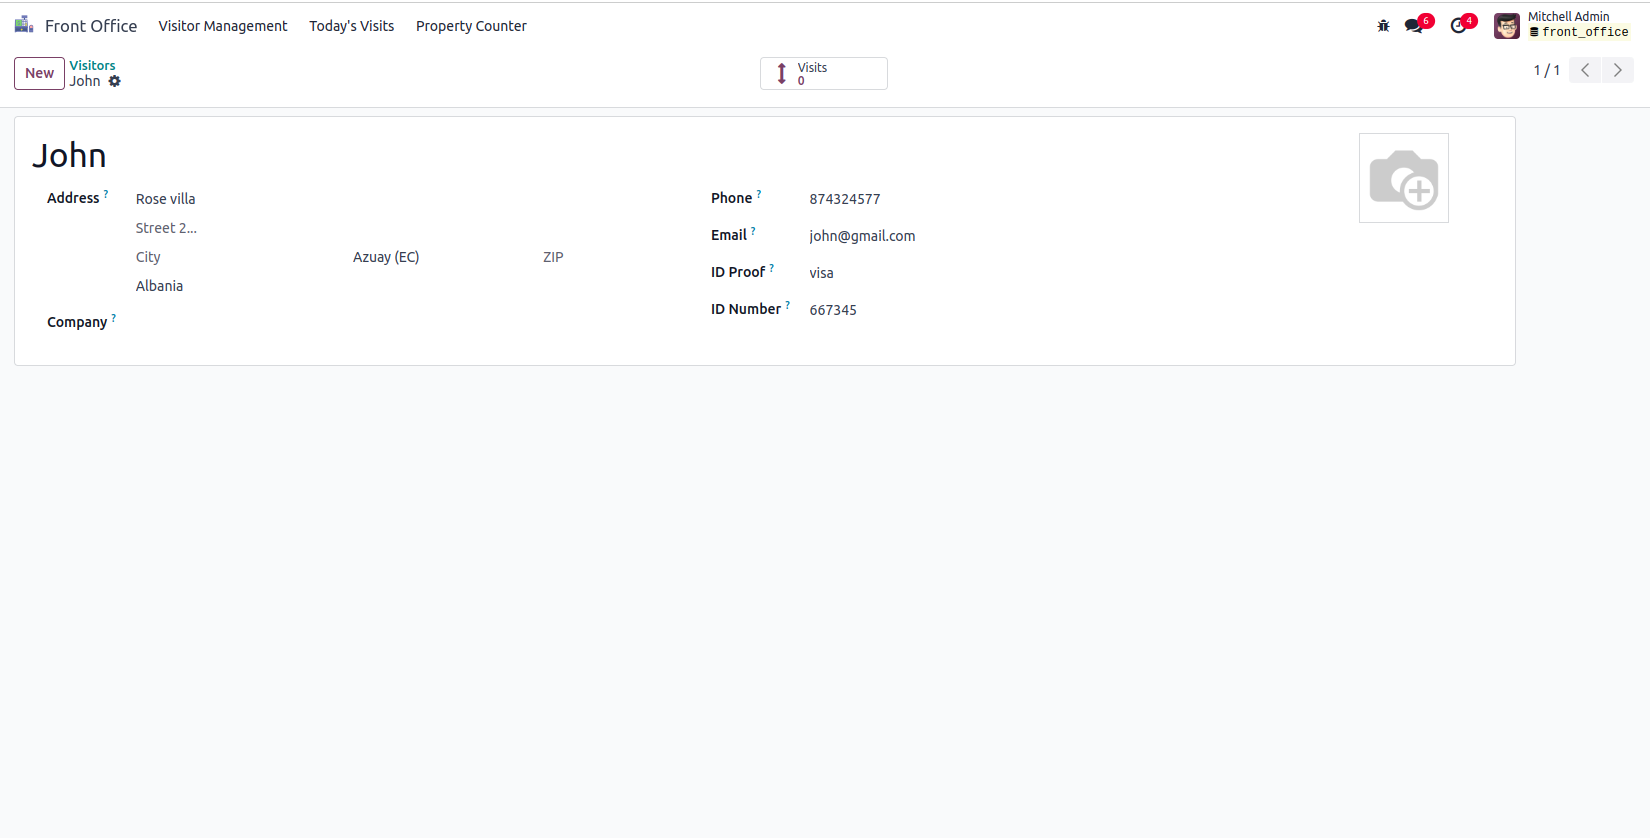 Front Office Visitor Management Today's Visits Property Counter 6 4 Mitchell Admin
front_office
New Visitors
John
Visits
0
1 / 1
John
Address ? Rose villa
Street 2...
City Azuay (EC) ZIP
Albania
Company ?
Phone ? 874324577
Email ? john@gmail.com
ID Proof ? visa
ID Number ? 667345